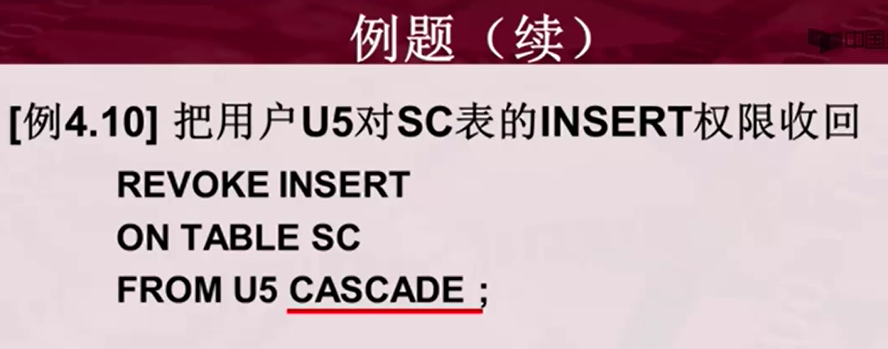 例题（续）
[例4.10] 把用户U5对SC表的INSERT权限收回
REVOKE INSERT
ON TABLE SC
FROM U5 CASCADE ;